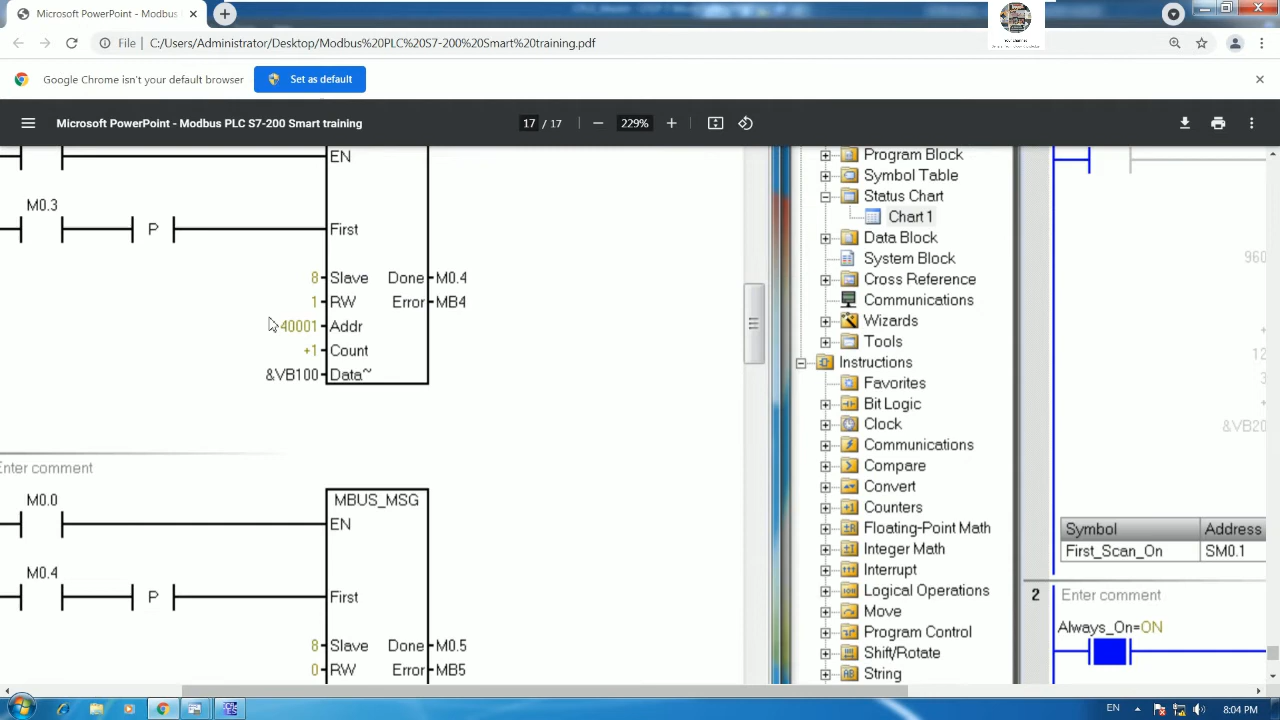 Microsoft PowerPoint - Modbus
File C:/Users/Administrator/Desktop/Modbus%20PLC%20S7-200%20Smart%20training.pdf
Google Chrome isn't your default browser
Set as default
Microsoft PowerPoint - Modbus PLC S7-200 Smart training
17 / 17
229%
EN
M0.3
P
First
8 Slave Done M0.4
1 RW Error MB4
40001 Addr
+1 Count
&VB100 Data~
Enter comment
M0.0
MBUS_MSG
EN
M0.4
P
First
8 Slave Done M0.5
0 RW Error MB5
Program Block
Symbol Table
Status Chart
Chart 1
Data Block
System Block
Cross Reference
Communications
Wizards
Tools
Instructions
Favorites
Bit Logic
Clock
Communications
Compare
Convert
Counters
Floating-Point Math
Integer Math
Interrupt
Logical Operations
Move
Program Control
Shift/Rotate
String
960
12
3
&VB20
Symbol Address
First_Scan_On SM0.1
2 Enter comment
Always_On=ON
EN
8:04 PM